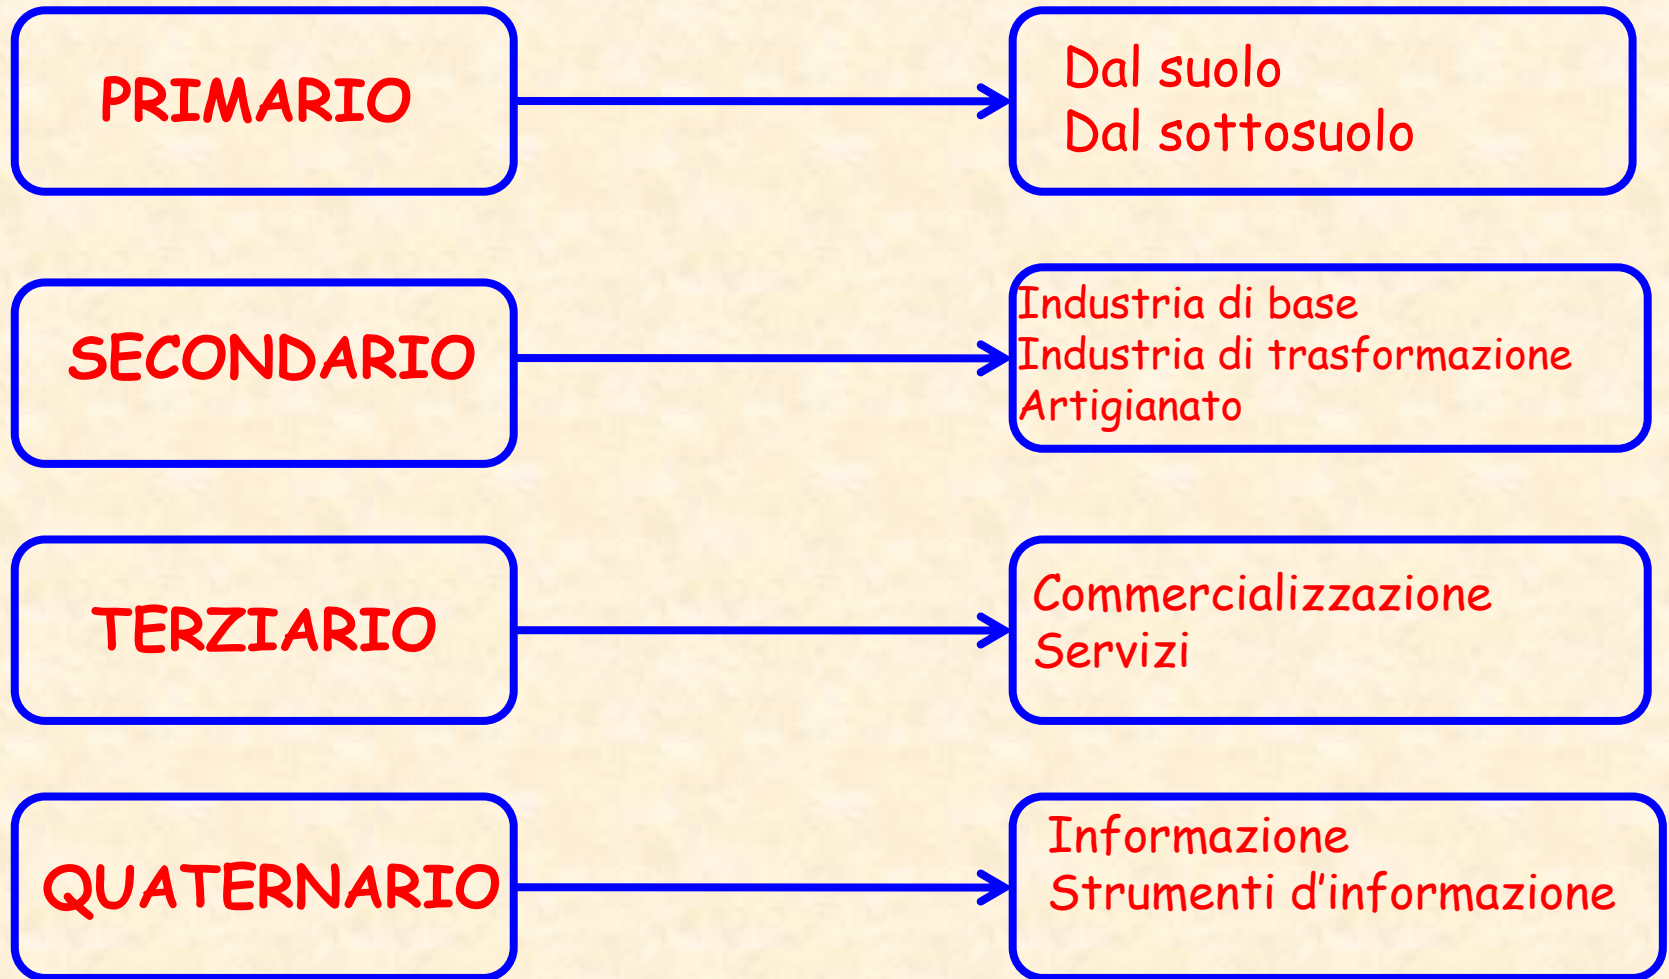 PRIMARIO
Dal suolo
Dal sottosuolo
SECONDARIO
Industria di base
Industria di trasformazione
Artigianato
TERZIARIO
Commercializzazione
Servizi
QUATERNARIO
Informazione
Strumenti d'informazione